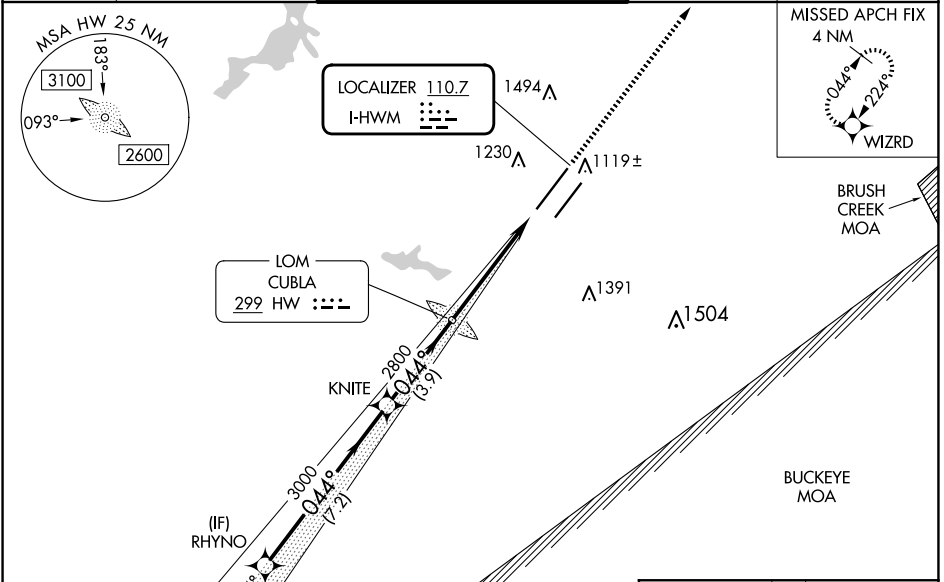 MSA HW 25 NM
183°
3100
093°
2600
LOCALIZER 110.7
I-HWM
1494
1230
1119±
MISSED APCH FIX
4 NM
044°
224°
WIZRD
BRUSH
CREEK
MOA
LOM
CUBLA
299 HW
1391
1504
2800
044°
(3.9)
KNITE
3000
044°
(7.2)
(IF)
RHYNO
BUCKEYE
MOA